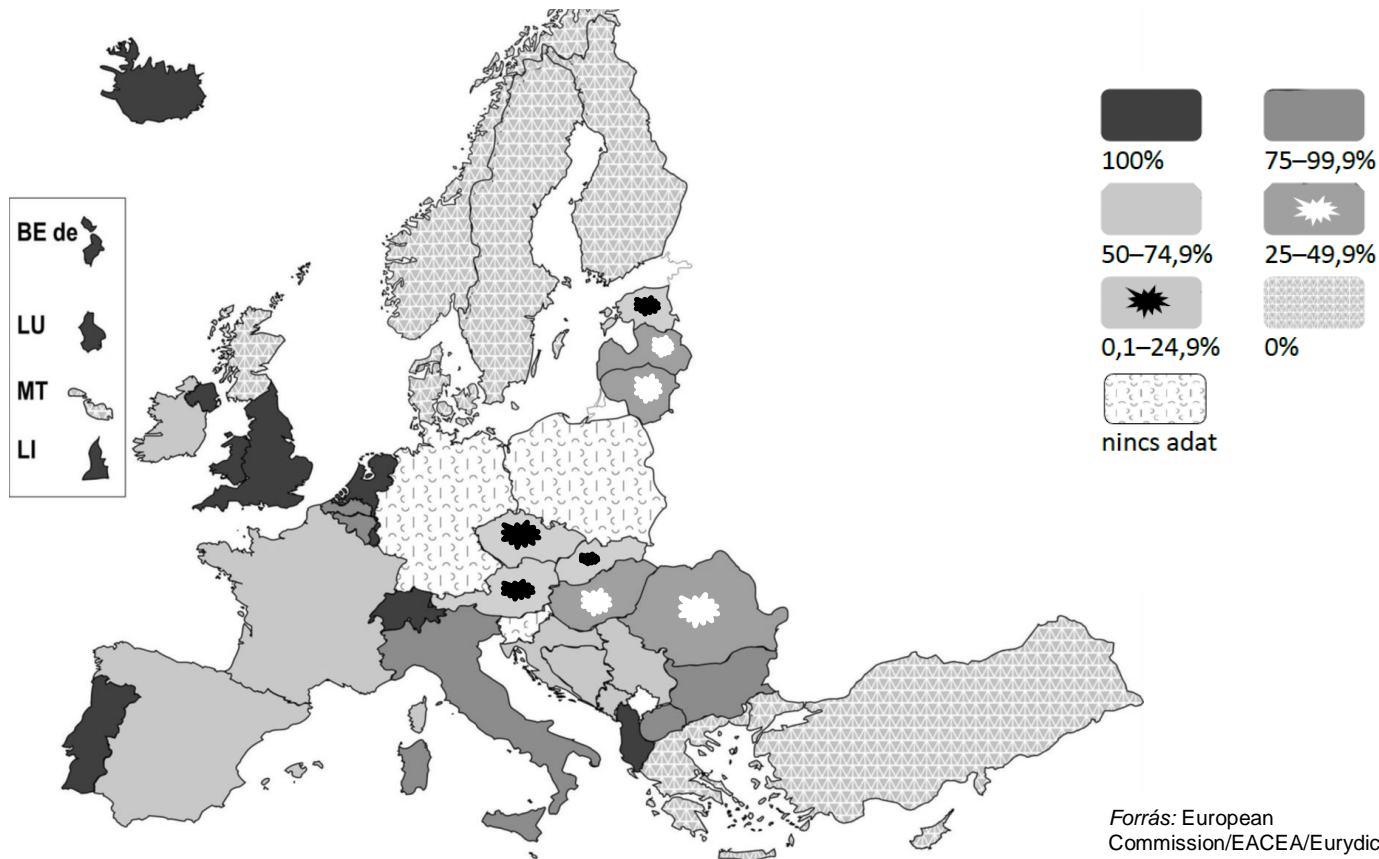 BE de
LU
MT
LI
100%
75–99,9%
50–74,9%
25–49,9%
0,1–24,9%
0%
nincs adat
Forrás: European
Commission/EACEA/Eurydic